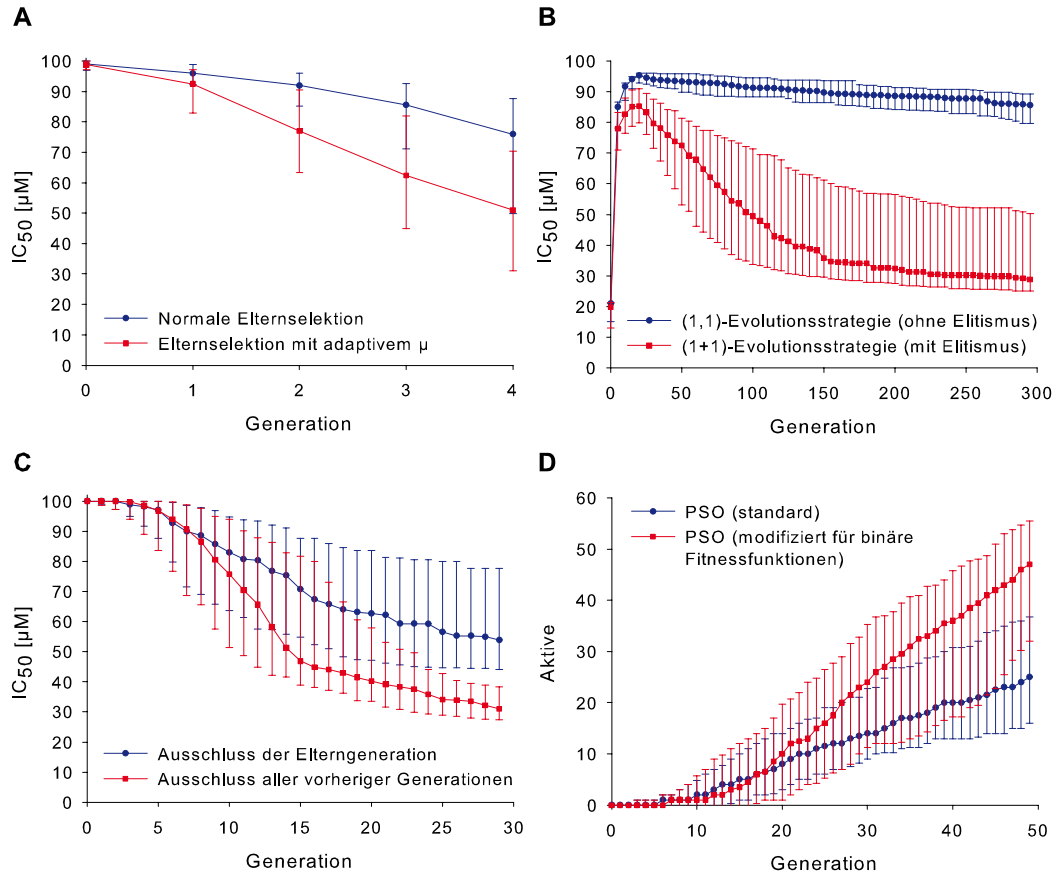 A
IC50 [µM]
100
90
80
70
60
50
40
30
20
10
0
Normale Elternselektion
Elternselektion mit adaptivem µ
0 1 2 3 4
Generation
B
IC50 [µM]
100
90
80
70
60
50
40
30
20
10
0
(1,1)-Evolutionsstrategie (ohne Elitismus)
(1+1)-Evolutionsstrategie (mit Elitismus)
0 50 100 150 200 250 300
Generation
C
IC50 [µM]
100
90
80
70
60
50
40
30
20
10
0
Ausschluss der Elterngeneration
Ausschluss aller vorheriger Generationen
0 5 10 15 20 25 30
Generation
D
Aktive
60
50
40
30
20
10
0
PSO (standard)
PSO (modifiziert für binäre
Fitnessfunktionen)
0 10 20 30 40 50
Generation